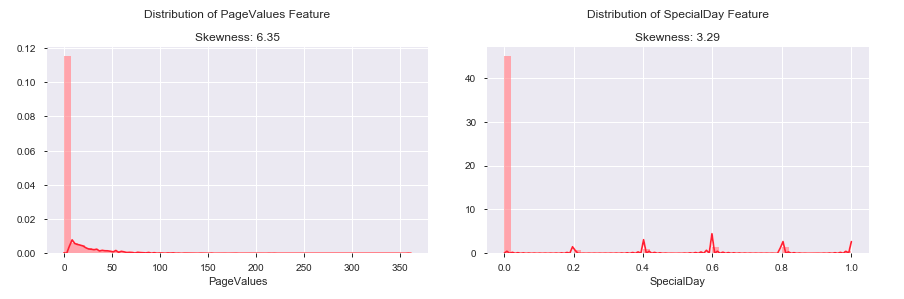 Distribution of PageValues Feature
Skewness: 6.35
0.12
0.10
0.08
0.06
0.04
0.02
0.00
0 50 100 150 200 250 300 350
PageValues
Distribution of SpecialDay Feature
Skewness: 3.29
40
30
20
10
0
0.0 0.2 0.4 0.6 0.8 1.0
SpecialDay